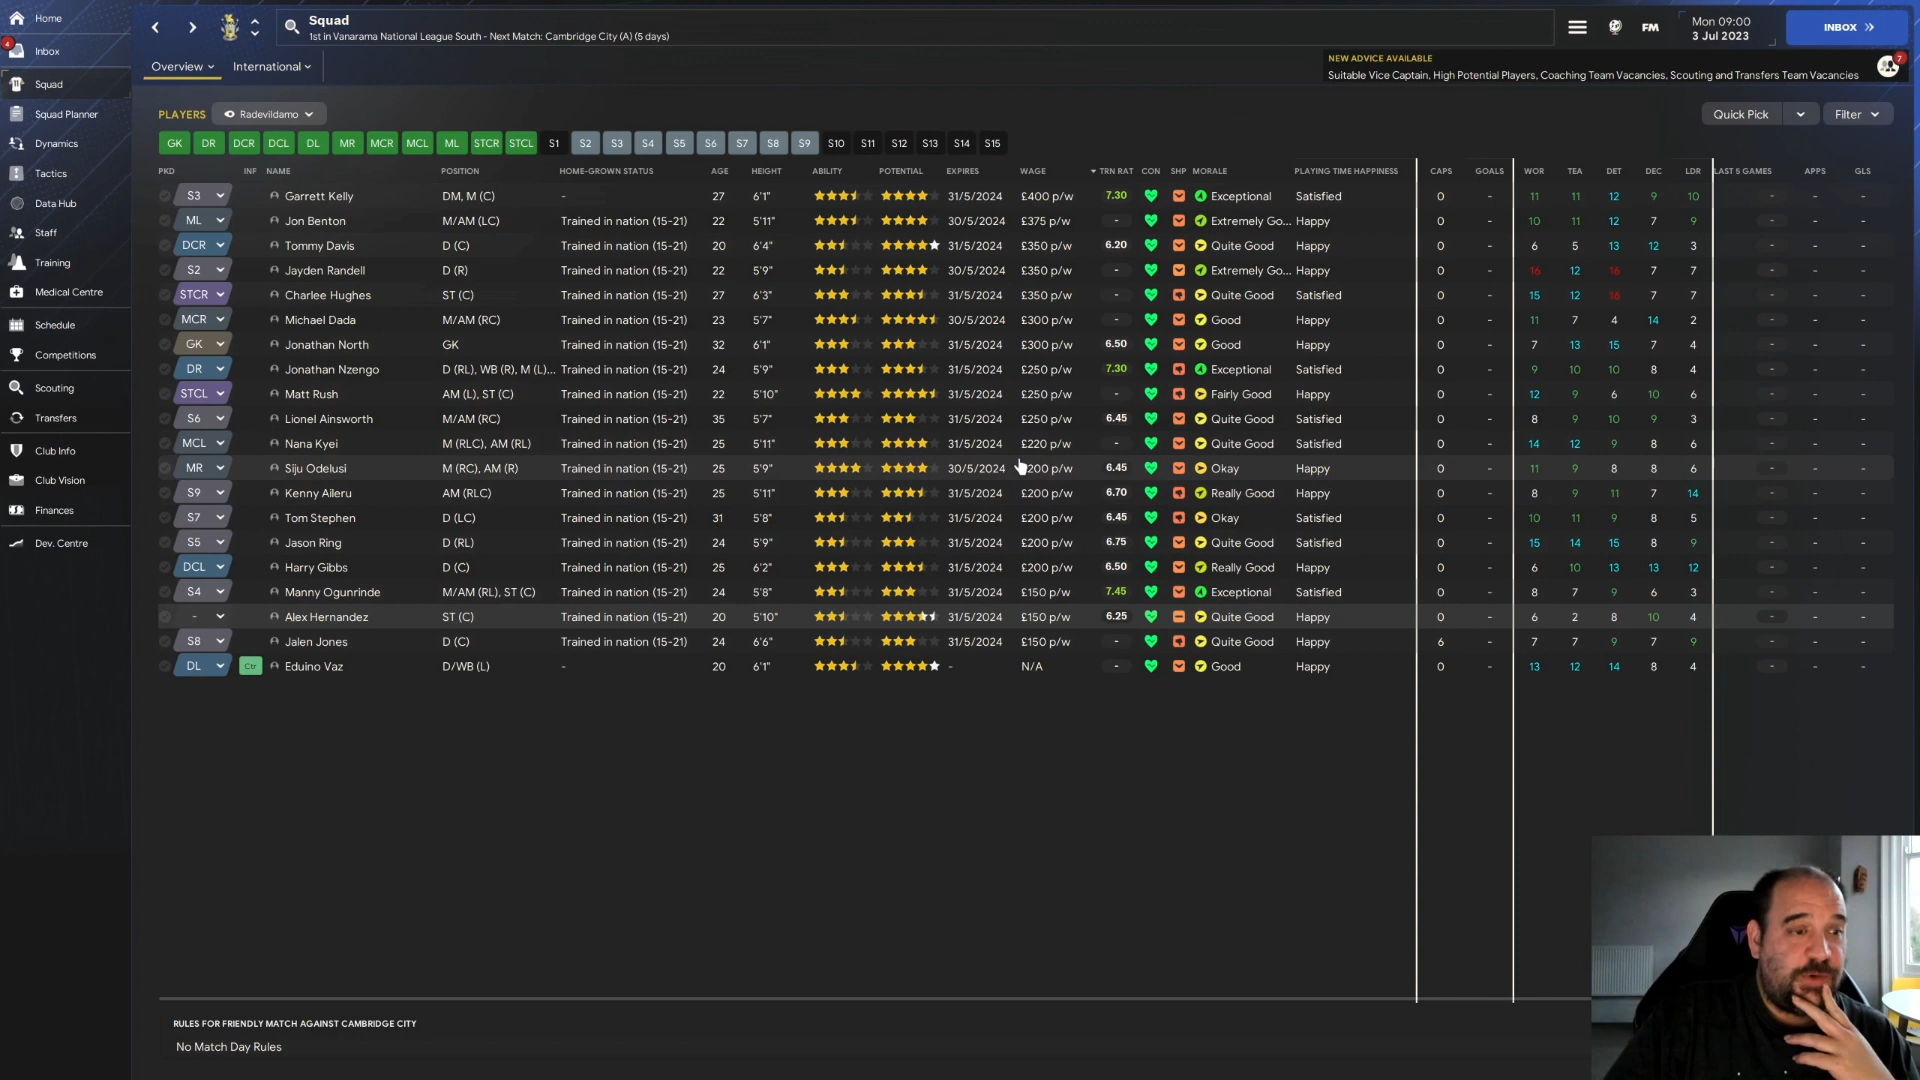 Home
4
Inbox
Squad
Squad Planner
Dynamics
Tactics
Data Hub
Staff
Training
Medical Centre
Schedule
Competitions
Scouting
Transfers
Club Info
Club Vision
Finances
Dev. Centre
Squad
1st in Vanarama National League South - Next Match: Cambridge City (A) (5 days)
FM
Mon 09:00
3 Jul 2023
INBOX
Overview International
NEW ADVICE AVAILABLE
Suitable Vice Captain, High Potential Players, Coaching Team Vacancies, Scouting and Transfers Team Vacancies
7
PLAYERS Radevildamo Quick Pick Filter
GK DR DCR DCL DL MR MCR MCL ML STCR STCL S1 S2 S3 S4 S5 S6 S7 S8 S9 S10 S11 S12 S13 S14 S15
PKD INF NAME POSITION HOME-GROWN STATUS AGE HEIGHT ABILITY POTENTIAL EXPIRES WAGE TRN RAT CON SHP MORALE PLAYING TIME HAPPINESS CAPS GOALS WOR TEA DET DEC LDR LAST 5 GAMES APPS GLS
S3 Garrett Kelly DM, M (C) - 27 6'1" 31/5/2024 £400 p/w 7.30 Exceptional Satisfied 0 - 11 11 12 9 10 - - -
ML Jon Benton M/AM (LC) Trained in nation (15-21) 22 5'11" 30/5/2024 £375 p/w - Extremely Go... Happy 0 - 10 11 12 7 9 - - -
DCR Tommy Davis D (C) Trained in nation (15-21) 20 6'4" 31/5/2024 £350 p/w 6.20 Quite Good Happy 0 - 6 5 13 12 3 - - -
S2 Jayden Randell D (R) Trained in nation (15-21) 22 5'9" 30/5/2024 £350 p/w - Extremely Go... Happy 0 - 16 12 16 7 7 - - -
STCR Charlee Hughes ST (C) Trained in nation (15-21) 27 6'3" 31/5/2024 £350 p/w - Quite Good Satisfied 0 - 15 12 16 7 7 - - -
MCR Michael Dada M/AM (RC) Trained in nation (15-21) 23 5'7" 30/5/2024 £300 p/w - Good Happy 0 - 11 7 4 14 2 - - -
GK Jonathan North GK Trained in nation (15-21) 32 6'1" 31/5/2024 £300 p/w 6.50 Good Happy 0 - 7 13 15 7 4 - - -
DR Jonathan Nzengo D (RL), WB (R), M (L)... Trained in nation (15-21) 24 5'9" 31/5/2024 £250 p/w 7.30 Exceptional Satisfied 0 - 9 10 10 8 4 - - -
STCL Matt Rush AM (L), ST (C) Trained in nation (15-21) 22 5'10" 31/5/2024 £250 p/w - Fairly Good Happy 0 - 12 9 6 10 6 - - -
S6 Lionel Ainsworth M/AM (RC) Trained in nation (15-21) 35 5'7" 31/5/2024 £250 p/w 6.45 Quite Good Satisfied 0 - 8 9 10 9 3 - - -
MCL Nana Kyei M (RLC), AM (RL) Trained in nation (15-21) 25 5'11" 31/5/2024 £220 p/w - Quite Good Satisfied 0 - 14 12 9 8 6 - - -
MR Siju Odelusi M (RC), AM (R) Trained in nation (15-21) 25 5'9" 30/5/2024 200 p/w 6.45 Okay Happy 0 - 11 9 8 8 6 - - -
S9 Kenny Aileru AM (RLC) Trained in nation (15-21) 25 5'11" 31/5/2024 £200 p/w 6.70 Really Good Happy 0 - 8 9 11 7 14 - - -
S7 Tom Stephen D (LC) Trained in nation (15-21) 31 5'8" 31/5/2024 £200 p/w 6.45 Okay Satisfied 0 - 10 11 9 8 5 - - -
S5 Jason Ring D (RL) Trained in nation (15-21) 24 5'9" 31/5/2024 £200 p/w 6.75 Quite Good Satisfied 0 - 15 14 15 8 9 - - -
DCL Harry Gibbs D (C) Trained in nation (15-21) 25 6'2" 31/5/2024 £200 p/w 6.50 Really Good Happy 0 - 6 10 13 13 12 - - -
S4 Manny Ogunrinde M/AM (RL), ST (C) Trained in nation (15-21) 24 5'8" 31/5/2024 £150 p/w 7.45 Exceptional Satisfied 0 - 8 7 9 6 3 - - -
- Alex Hernandez ST (C) Trained in nation (15-21) 20 5'10" 31/5/2024 £150 p/w 6.25 Quite Good Happy 0 - 6 2 8 10 4 - - -
S8 Jalen Jones D (C) Trained in nation (15-21) 24 6'6" 31/5/2024 £150 p/w - Quite Good Happy 6 - 7 7 9 7 9 - - -
DL Ctr Eduino Vaz D/WB (L) - 20 6'1" - N/A - Good Happy 0 - 13 12 14 8 4 - - -
RULES FOR FRIENDLY MATCH AGAINST CAMBRIDGE CITY
No Match Day Rules